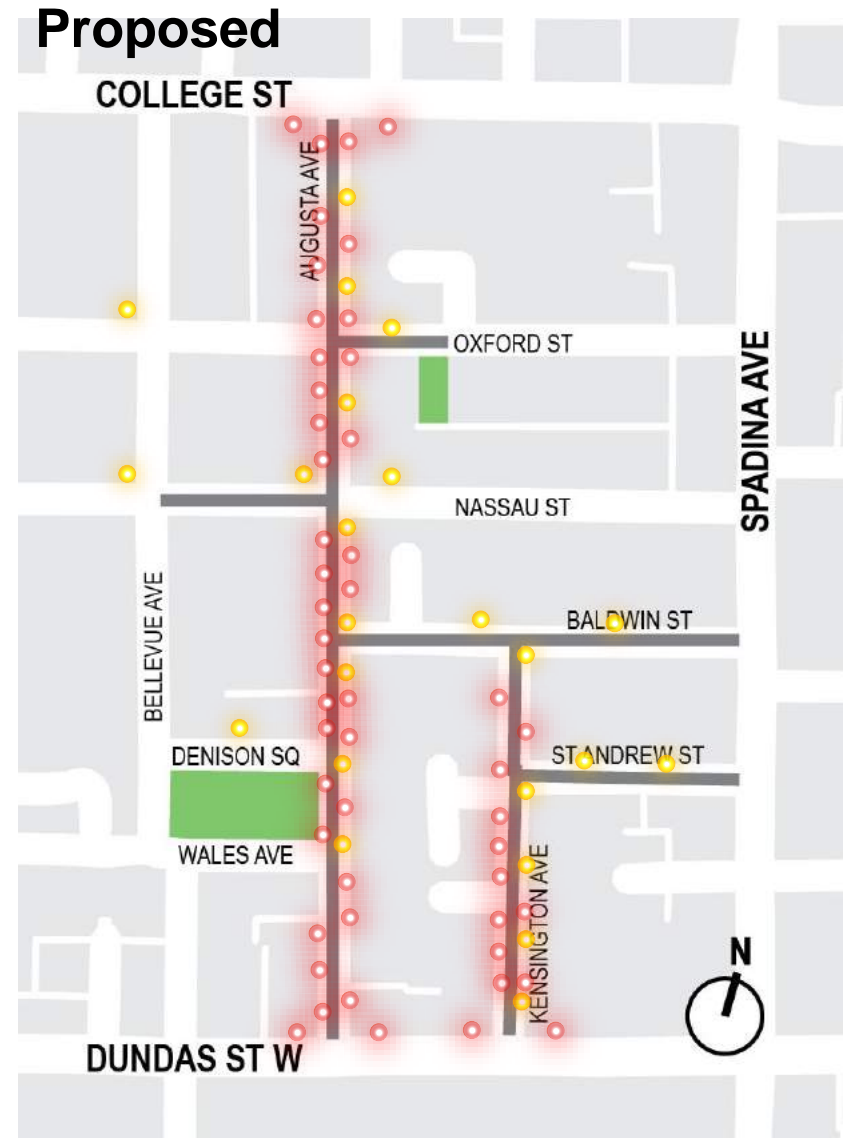 Proposed
COLLEGE ST
AUGUSTA AVE
OXFORD ST
SPADINA AVE
NASSAU ST
BELLEVUE AVE
BALDWIN ST
DENISON SQ
ST ANDREW ST
WALES AVE
KENSINGTON AVE
N
DUNDAS ST W